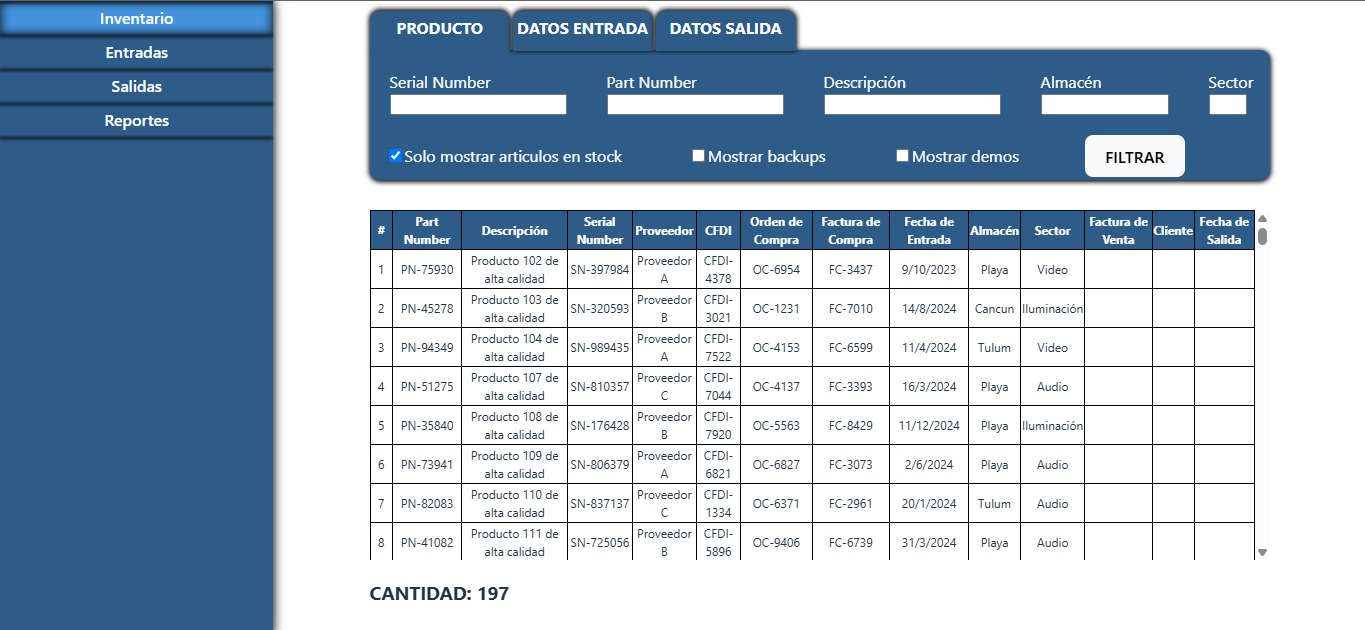 Inventario
Entradas
Salidas
Reportes
PRODUCTO DATOS ENTRADA DATOS SALIDA
Serial Number Part Number Descripción Almacén Sector
Solo mostrar articulos en stock Mostrar backups Mostrar demos FILTRAR
# Part Number Descripción Serial Number Proveedor CFDI Orden de Compra Factura de Compra Fecha de Entrada Almacén Sector Factura de Venta Cliente Fecha de Salida
1 PN-75930 Producto 102 de alta calidad SN-397984 Proveedor A CFDI-4378 OC-6954 FC-3437 9/10/2023 Playa Video
2 PN-45278 Producto 103 de alta calidad SN-320593 Proveedor B CFDI-3021 OC-1231 FC-7010 14/8/2024 Cancun Iluminación
3 PN-94349 Producto 104 de alta calidad SN-989435 Proveedor A CFDI-7522 OC-4153 FC-6599 11/4/2024 Tulum Video
4 PN-51275 Producto 107 de alta calidad SN-810357 Proveedor C CFDI-7044 OC-4137 FC-3393 16/3/2024 Playa Audio
5 PN-35840 Producto 108 de alta calidad SN-176428 Proveedor B CFDI-7920 OC-5563 FC-8429 11/12/2024 Playa Iluminación
6 PN-73941 Producto 109 de alta calidad SN-806379 Proveedor A CFDI-6821 OC-6827 FC-3073 2/6/2024 Playa Audio
7 PN-82083 Producto 110 de alta calidad SN-837137 Proveedor C CFDI-1334 OC-6371 FC-2961 20/1/2024 Tulum Audio
8 PN-41082 Producto 111 de alta calidad SN-725056 Proveedor B CFDI-5896 OC-9406 FC-6739 31/3/2024 Playa Audio
CANTIDAD: 197